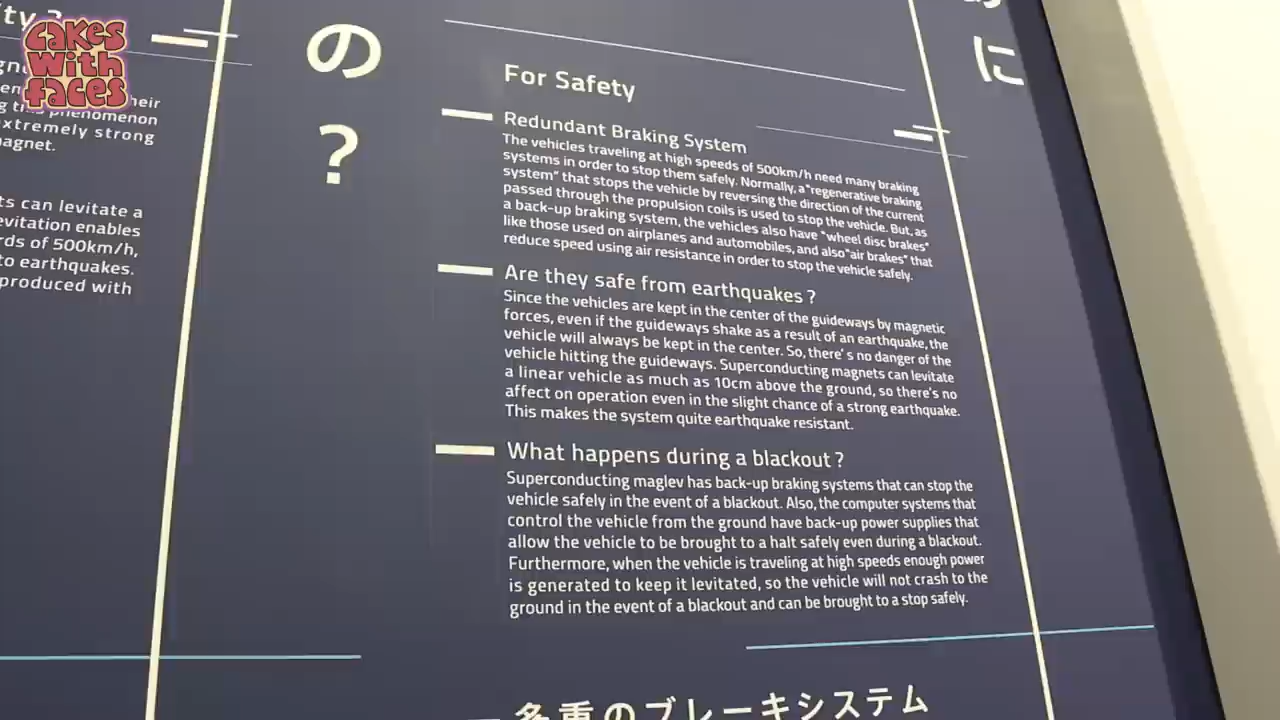 Cakes
With
faces
ty ?
heir
phenomenon
xtremely strong
agnet.
ts can levitate a
evitation enables
rds of 500km/h,
to earthquakes.
produced with
の
?
For Safety
Redundant Braking System
The vehicles traveling at high speeds of 500km/h need many braking
systems in order to stop them safely. Normally, a "regenerative braking
system" that stops the vehicle by reversing the direction of the current
passed through the propulsion coils is used to stop the vehicle. But, as
a back-up braking system, the vehicles also have "wheel disc brakes"
like those used on airplanes and automobiles, and also "air brakes" that
reduce speed using air resistance in order to stop the vehicle safely.
Are they safe from earthquakes ?
Since the vehicles are kept in the center of the guideways by magnetic
forces, even if the guideways shake as a result of an earthquake, the
vehicle will always be kept in the center. So, there's no danger of the
vehicle hitting the guideways. Superconducting magnets can levitate
a linear vehicle as much as 10cm above the ground, so there's no
affect on operation even in the slight chance of a strong earthquake.
This makes the system quite earthquake resistant.
What happens during a blackout ?
Superconducting maglev has back-up braking systems that can stop the
vehicle safely in the event of a blackout. Also, the computer systems that
control the vehicle from the ground have back-up power supplies that
allow the vehicle to be brought to a halt safely even during a blackout.
Furthermore, when the vehicle is traveling at high speeds enough power
is generated to keep it levitated, so the vehicle will not crash to the
ground in the event of a blackout and can be brought to a stop safely.
多重のブレーキシステム
に